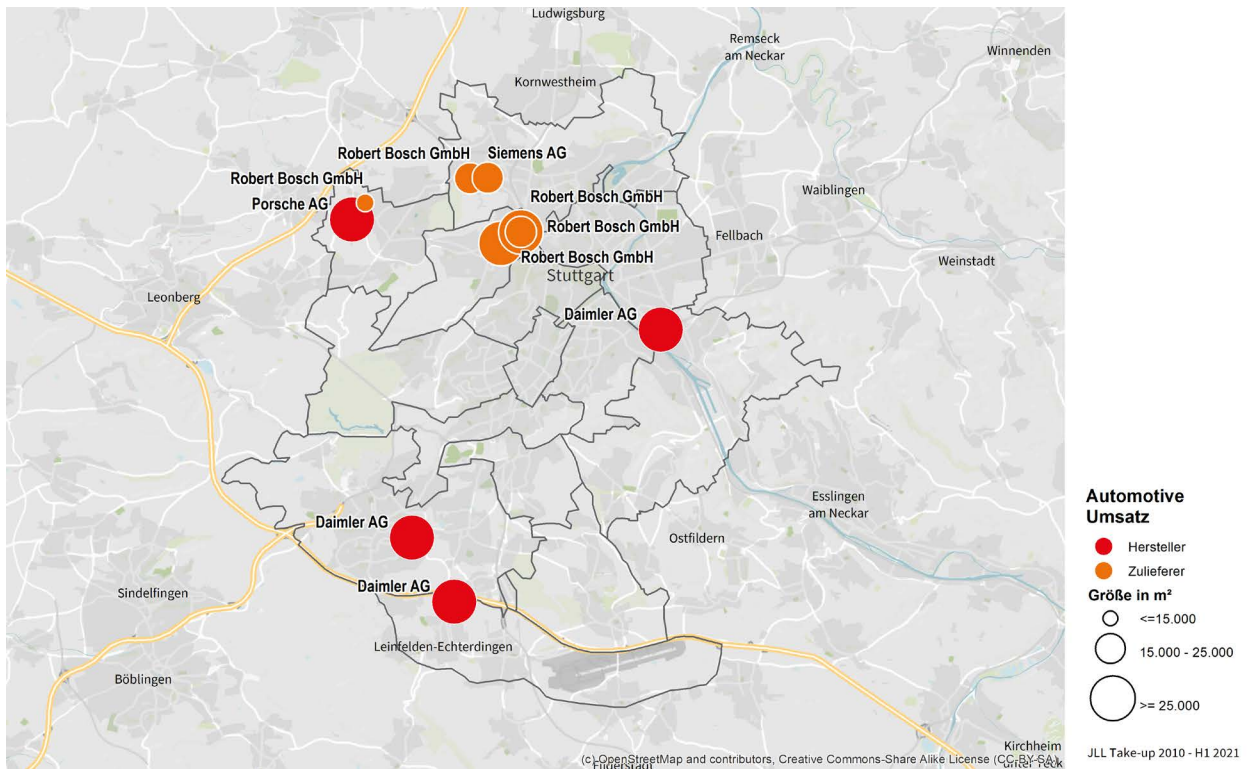 Ludwigsburg
Remseck
am Neckar
Winnenden
Kornwestheim
Robert Bosch GmbH
Siemens AG
Robert Bosch GmbH
Porsche AG
Robert Bosch GmbH
Waiblingen
Robert Bosch GmbH
Fellbach
Robert Bosch GmbH
Weinstadt
Stuttgart
Leonberg
Daimler AG
Esslingen
am Neckar
Daimler AG
Ostfildern
Daimler AG
Sindelfingen
Leinfelden-Echterdingen
Böblingen
Kirchheim
unter Teck
(c) OpenStreetMap and contributors, Creative Commons-Share Alike License (CC-BY-SA)
Filderstadt
Automotive
Umsatz
Hersteller
Zulieferer
Größe in m²
<=15.000
15.000 - 25.000
>= 25.000
JLL Take-up 2010 - H1 2021